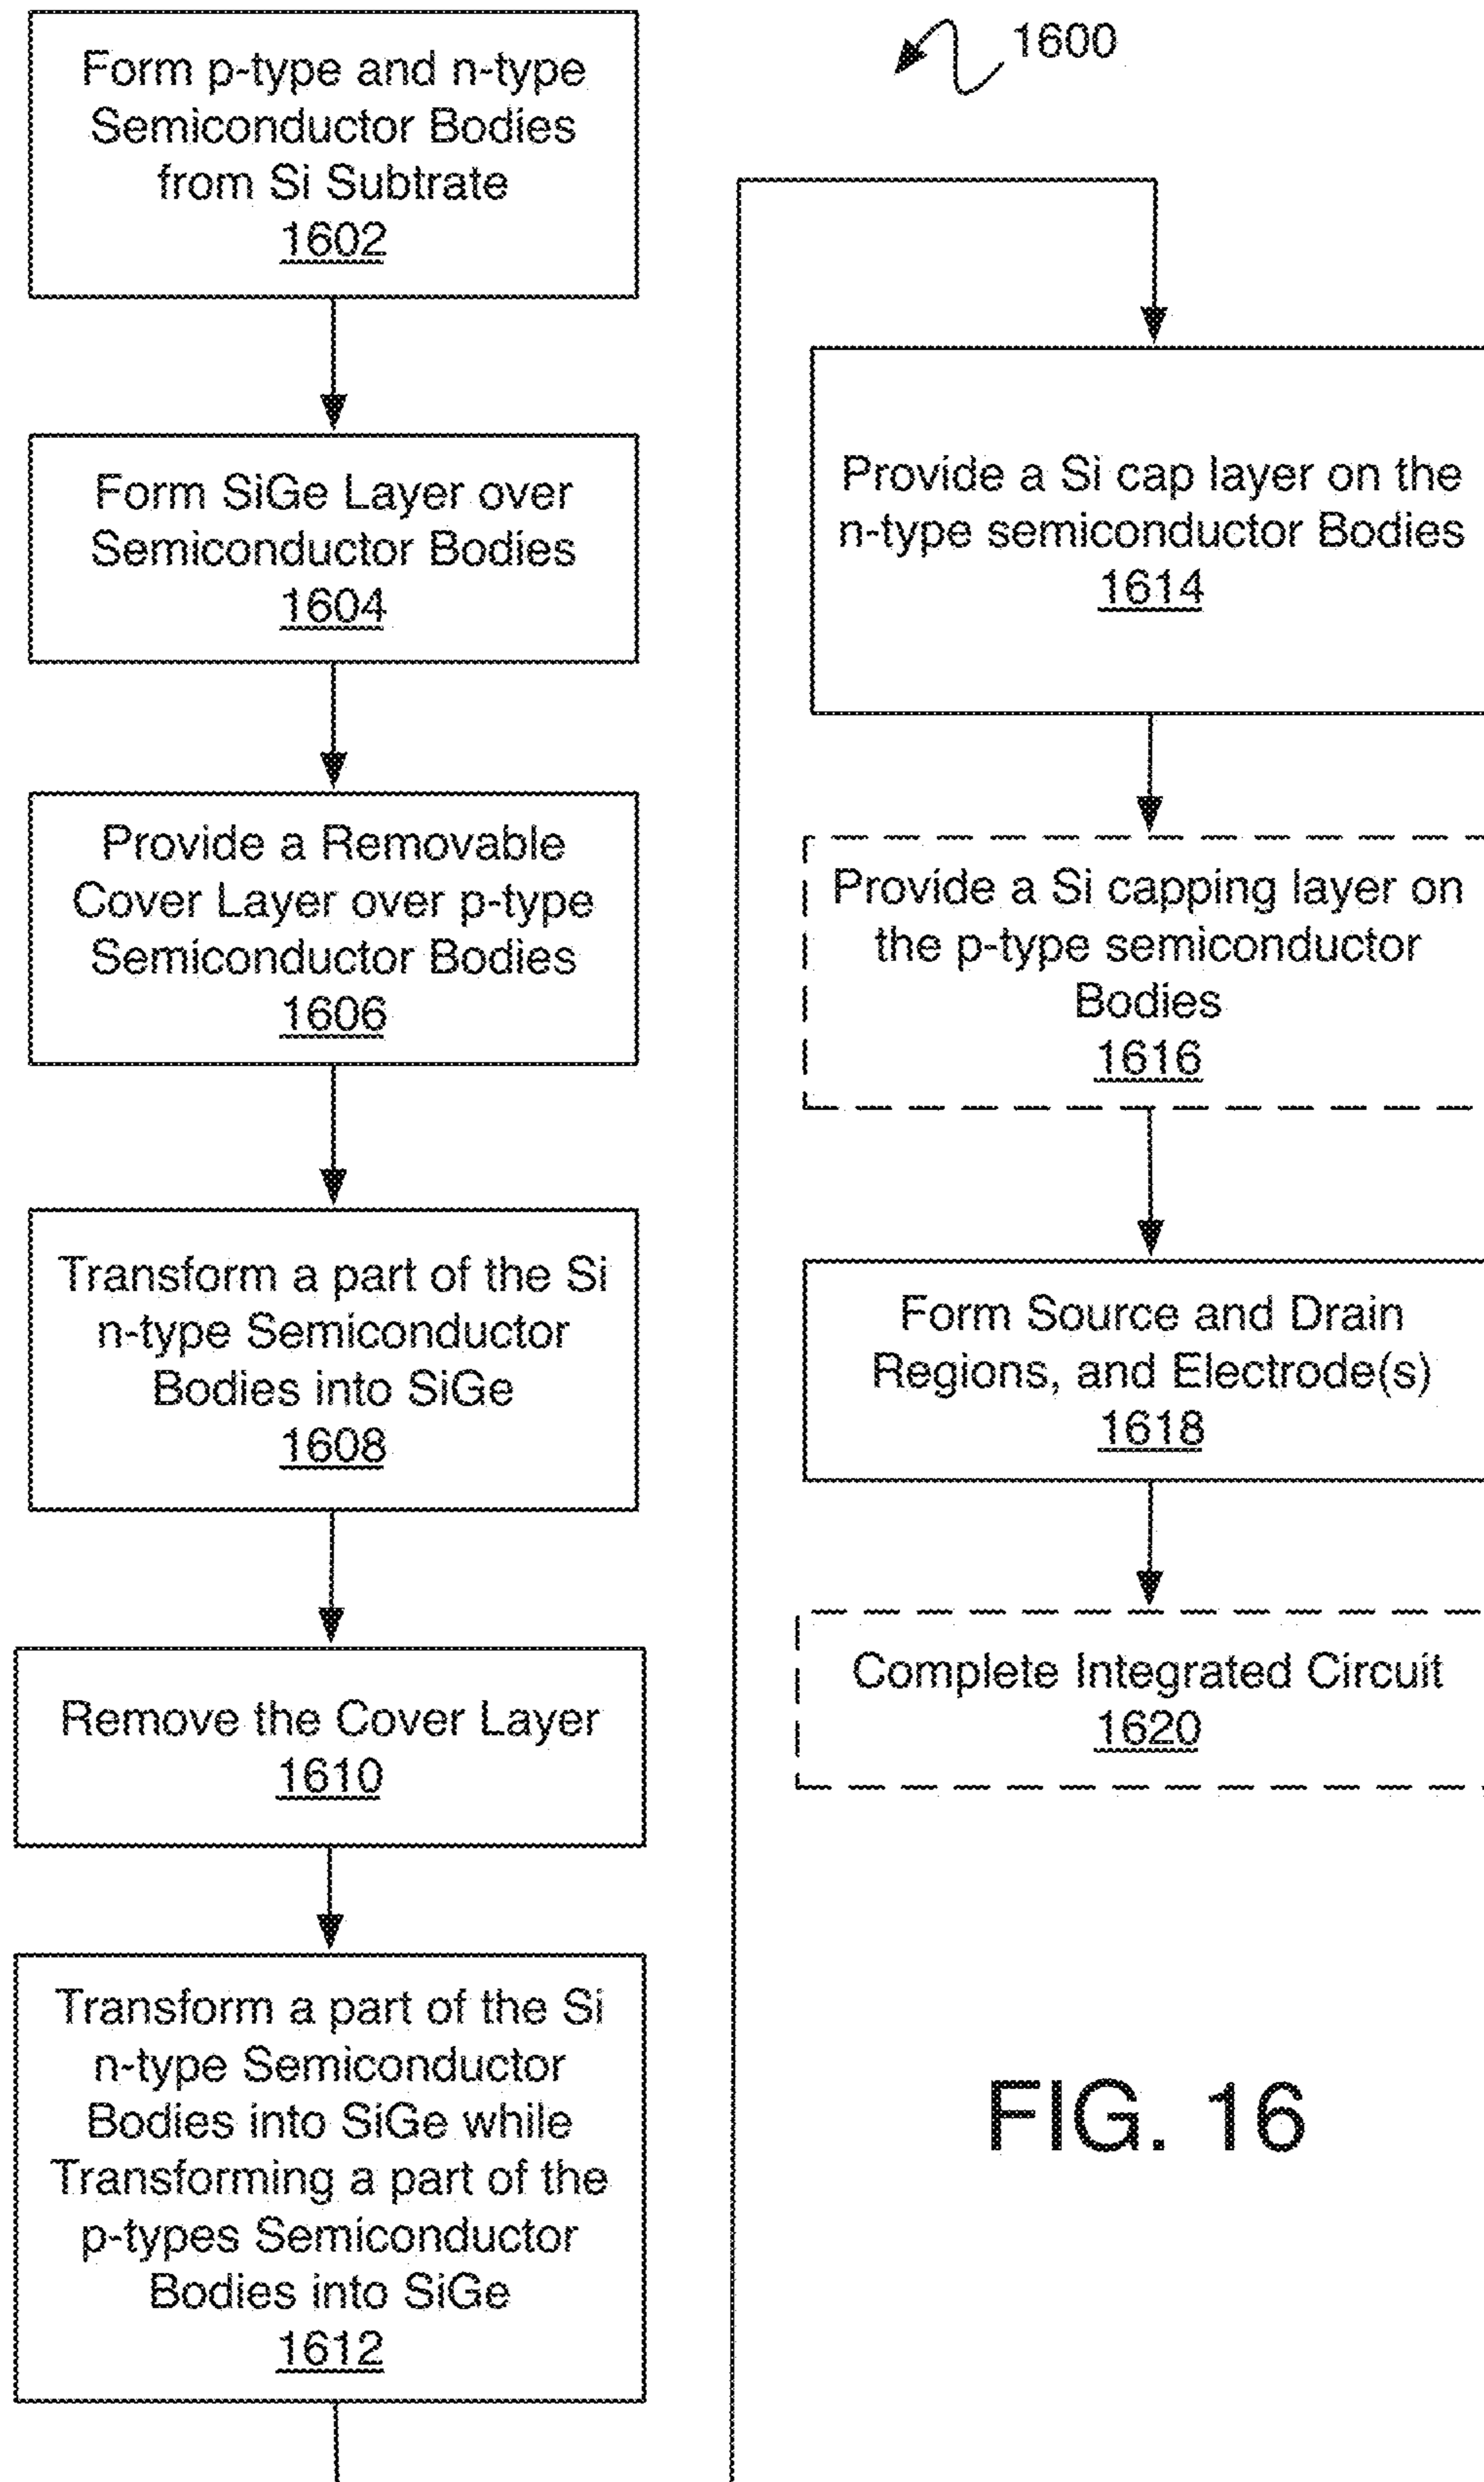 Form p-type and n-type
Semiconductor Bodies
from Si Subtrate
1602
Form SiGe Layer over
Semiconductor Bodies
1604
Provide a Removable
Cover Layer over p-type
Semiconductor Bodies
1606
Transform a part of the Si
n-type Semiconductor
Bodies into SiGe
1608
Remove the Cover Layer
1610
Transform a part of the Si
n-type Semiconductor
Bodies into SiGe while
Transforming a part of the
p-types Semiconductor
Bodies into SiGe
1612
1600
Provide a Si cap layer on the
n-type semiconductor Bodies
1614
Provide a Si capping layer on
the p-type semiconductor
Bodies
1616
Form Source and Drain
Regions, and Electrode(s)
1618
Complete Integrated Circuit
1620
FIG. 16